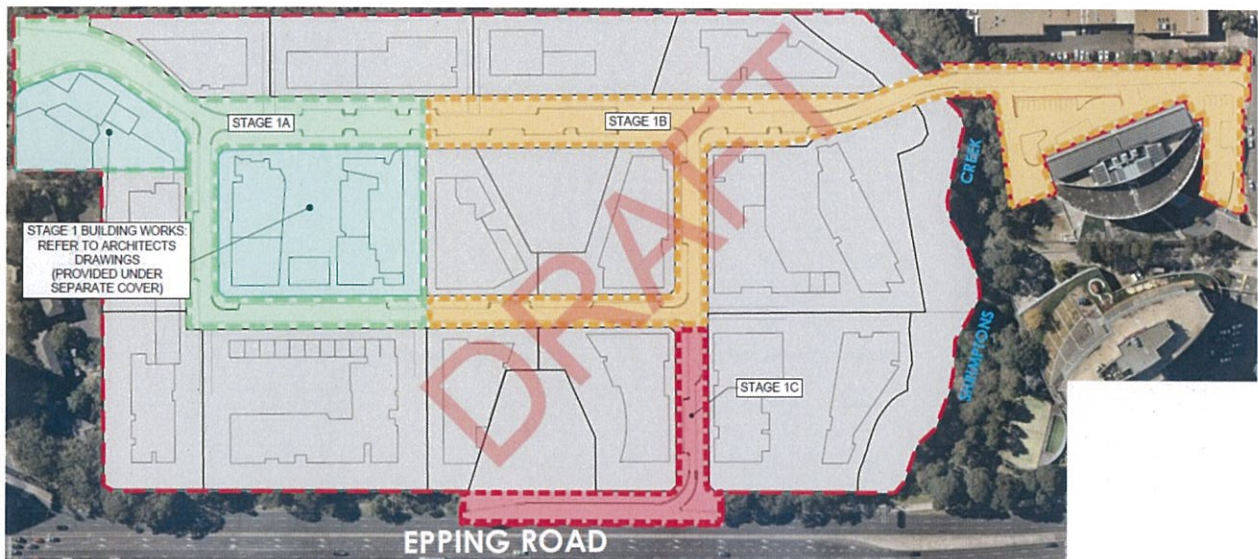 STAGE 1A
STAGE 1B
CREEK
STAGE 1 BUILDING WORKS:
REFER TO ARCHITECTS
DRAWINGS
(PROVIDED UNDER
SEPARATE COVER)
DRAFT
SHRIMPTONS
STAGE 1C
EPPING ROAD